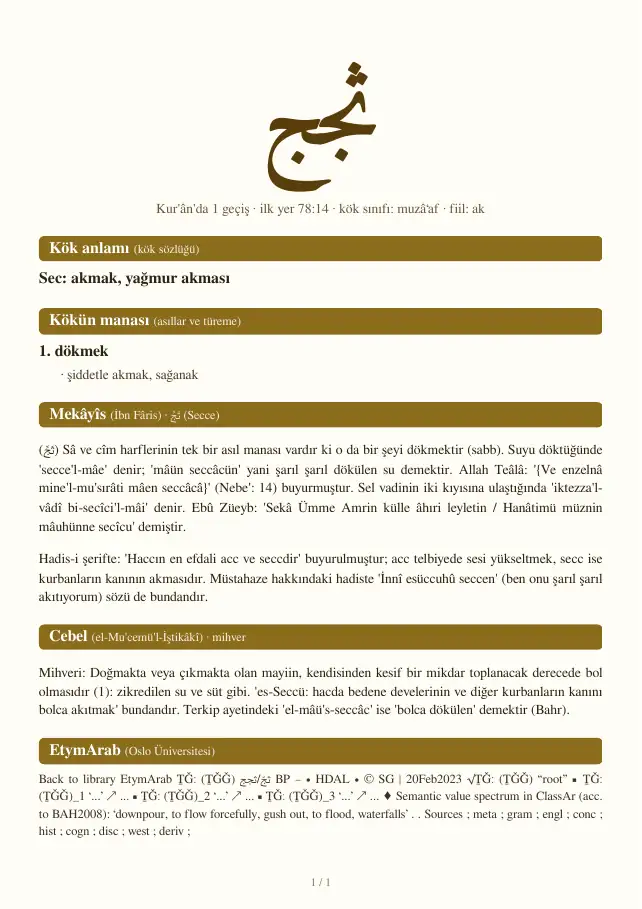 ثجج
Kur'ân'da 1 geçiş · ilk yer 78:14 · kök sınıfı: muzâ'af · fiil: ak
Kök anlamı (kök sözlüğü)
Sec: akmak, yağmur akması
Kökün manası (asıllar ve türeme)
1. dökmek
· şiddetle akmak, sağanak
Mekâyîs (İbn Fâris) · ثَجّ (Secce)
(ثَجّ) Sâ ve cîm harflerinin tek bir asıl manası vardır ki o da bir şeyi dökmektir (sabb). Suyu döktüğünde
'secce'l-mâe' denir; 'mâün seccâcün' yani şarıl şarıl dökülen su demektir. Allah Teâlâ: '{Ve enzelnâ
mine'l-mu'sırâti mâen seccâcâ}' (Nebe': 14) buyurmuştur. Sel vadinin iki kıyısına ulaştığında 'iktezza'l-
vâdî bi-secîci'l-mâi' denir. Ebû Züeyb: 'Sekâ Ümme Amrin külle âhıri leyletin / Hanâtimü müznin
mâuhünne secîcu' demiştir.
Hadis-i şerifte: 'Haccın en efdali acc ve seccdir' buyurulmuştur; acc telbiyede sesi yükseltmek, secc ise
kurbanların kanının akmasıdır. Müstahaze hakkındaki hadiste 'İnnî esüccuhû seccen' (ben onu şarıl şarıl
akıtıyorum) sözü de bundandır.
Cebel (el-Mu'cemü'l-İştikâkî) · mihver
Mihveri: Doğmakta veya çıkmakta olan mayiin, kendisinden kesif bir mikdar toplanacak derecede bol
olmasıdır (1): zikredilen su ve süt gibi. 'es-Seccü: hacda bedene develerinin ve diğer kurbanların kanını
bolca akıtmak' bundandır. Terkip ayetindeki 'el-mâü's-seccâc' ise 'bolca dökülen' demektir (Bahr).
EtymArab (Oslo Üniversitesi)
Back to library EtymArab ṮĞː (ṮĞĞ) ثجّ/ثجج BP – • HDAL • © SG | 20Feb2023 √ṮĞː (ṮĞĞ) “root” ▪ ṮĞː
(ṮĞĞ)_1 ‘...’ ↗ ... ▪ ṮĞː (ṮĞĞ)_2 ‘...’ ↗ ... ▪ ṮĞː (ṮĞĞ)_3 ‘...’ ↗ ... ♦ Semantic value spectrum in ClassAr (acc.
to BAH2008): ‘downpour, to flow forcefully, gush out, to flood, waterfalls’ . . Sources ; meta ; gram ; engl ; conc ;
hist ; cogn ; disc ; west ; deriv ;
1 / 1